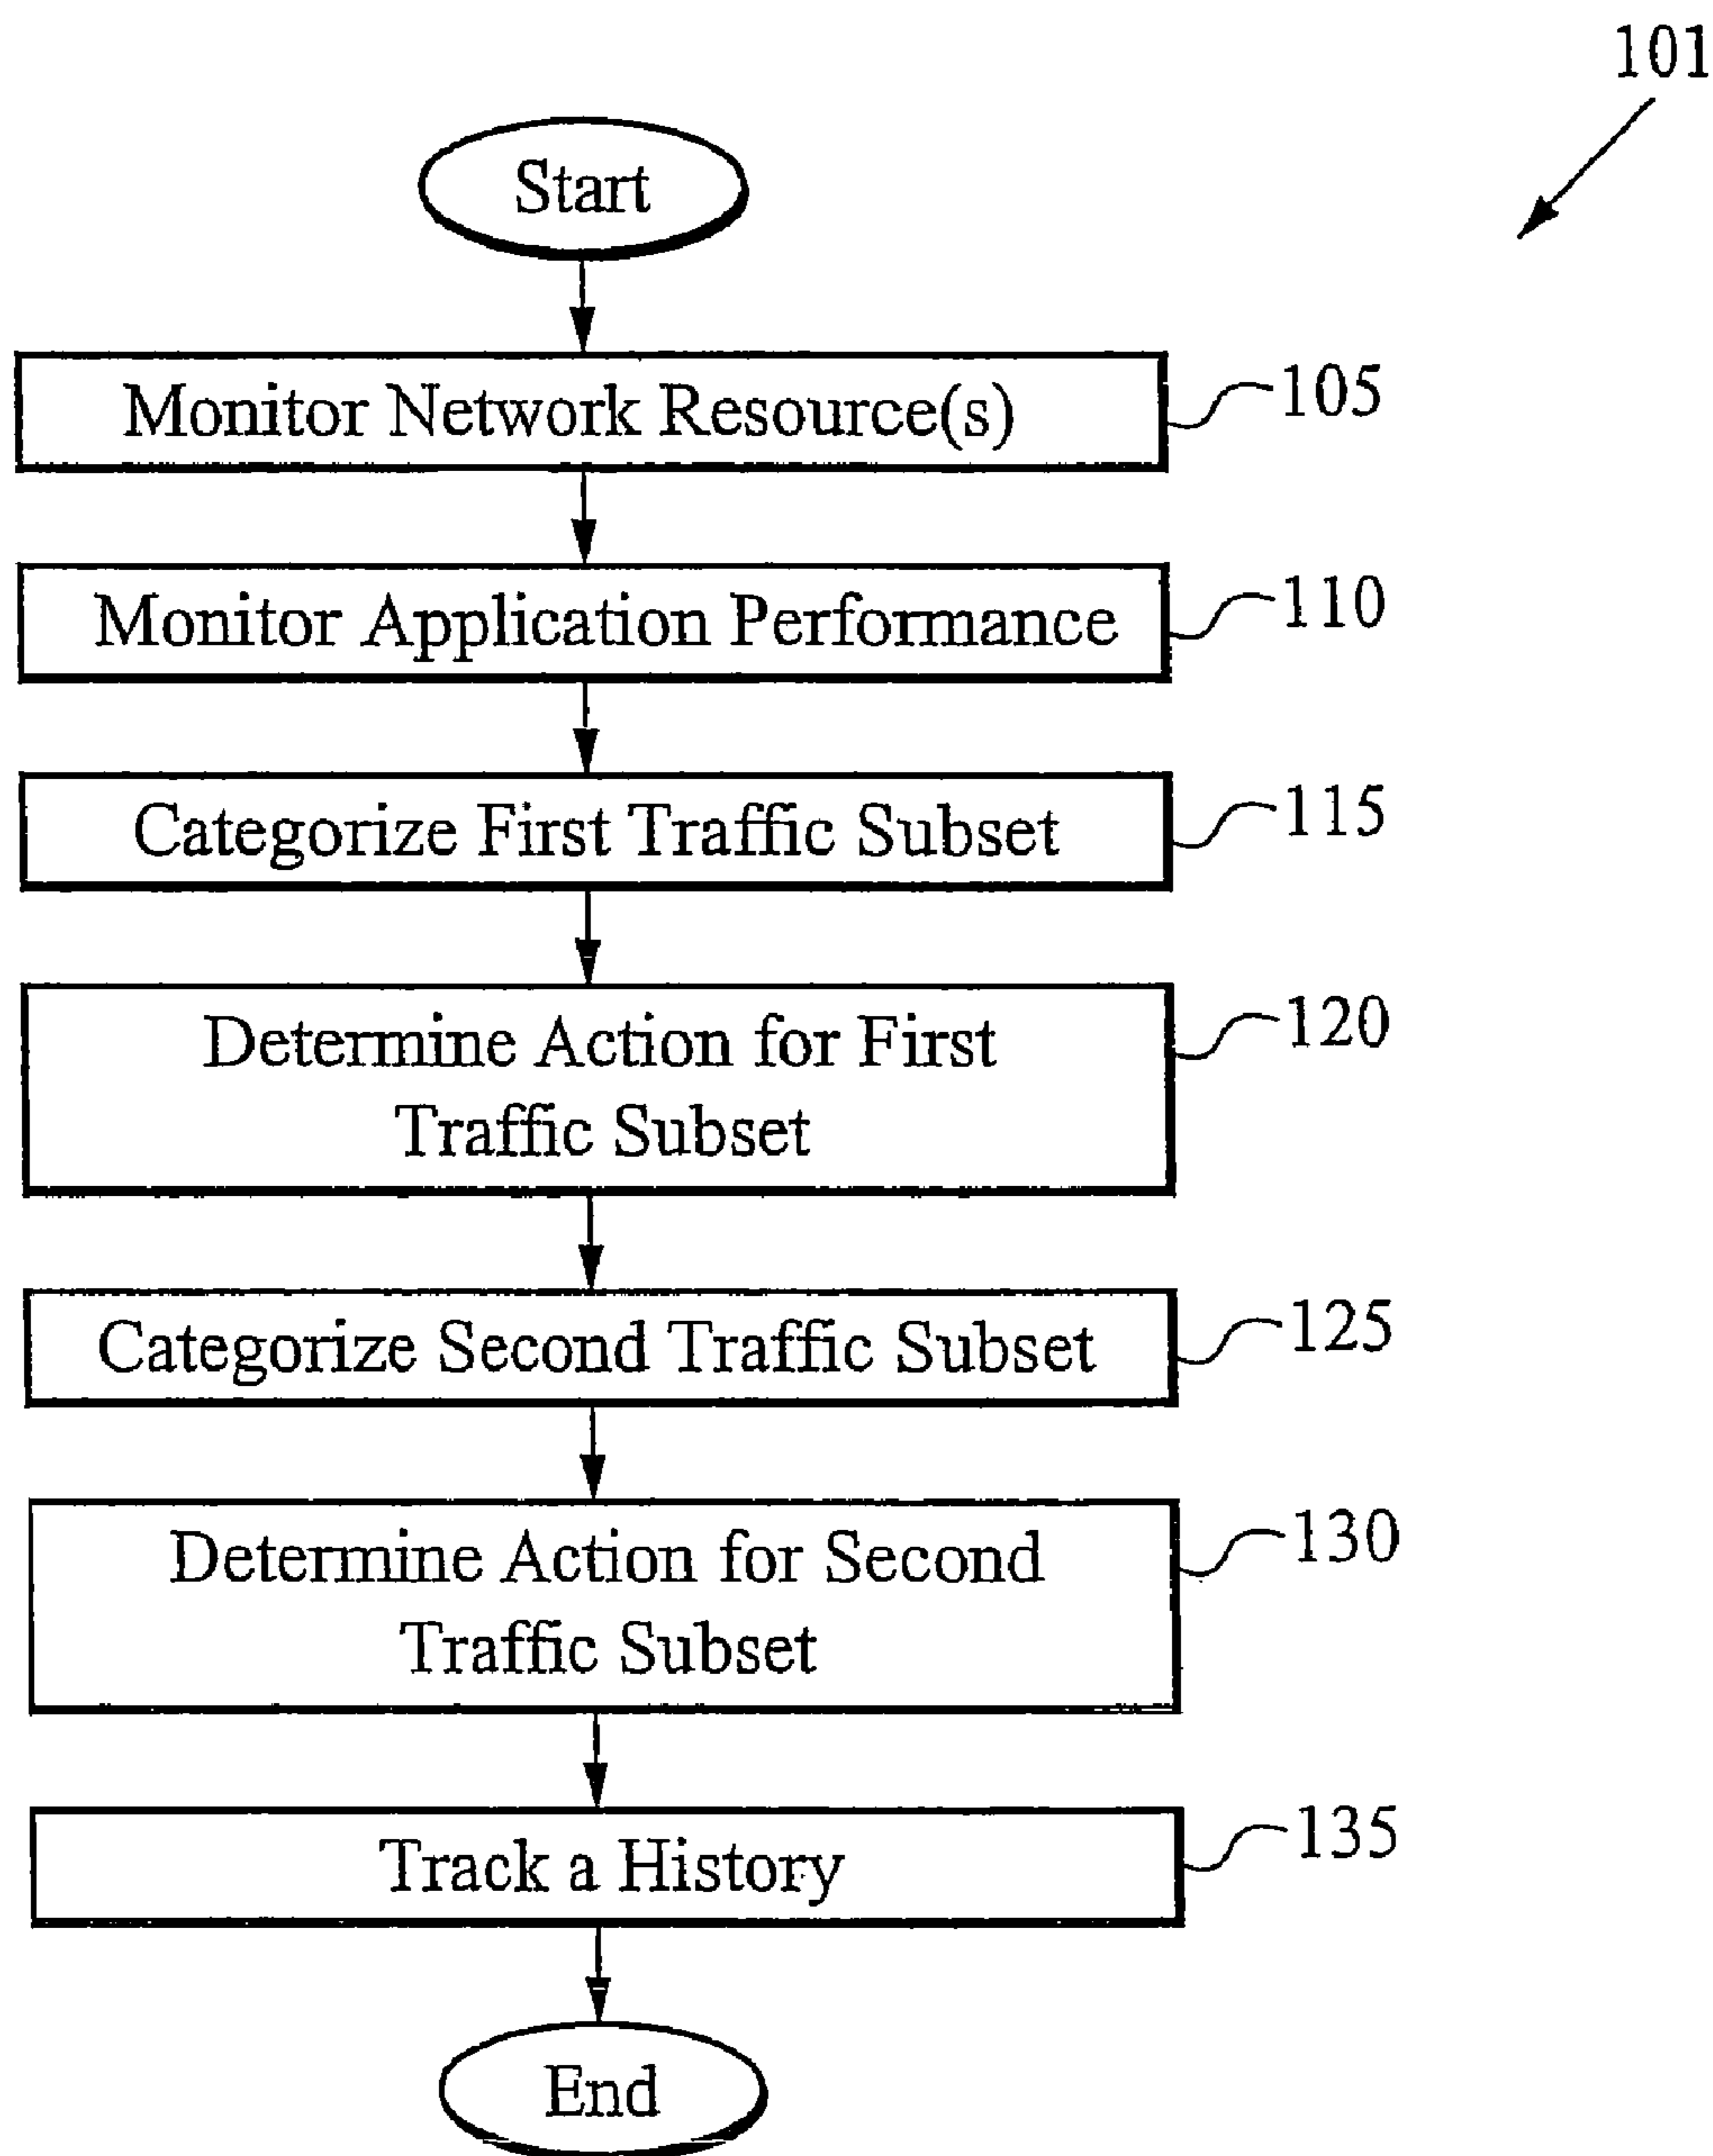 101
Start
Monitor Network Resource(s)
105
Monitor Application Performance
110
Categorize First Traffic Subset
115
Determine Action for First
Traffic Subset
120
Categorize Second Traffic Subset
125
Determine Action for Second
Traffic Subset
130
Track a History
135
End